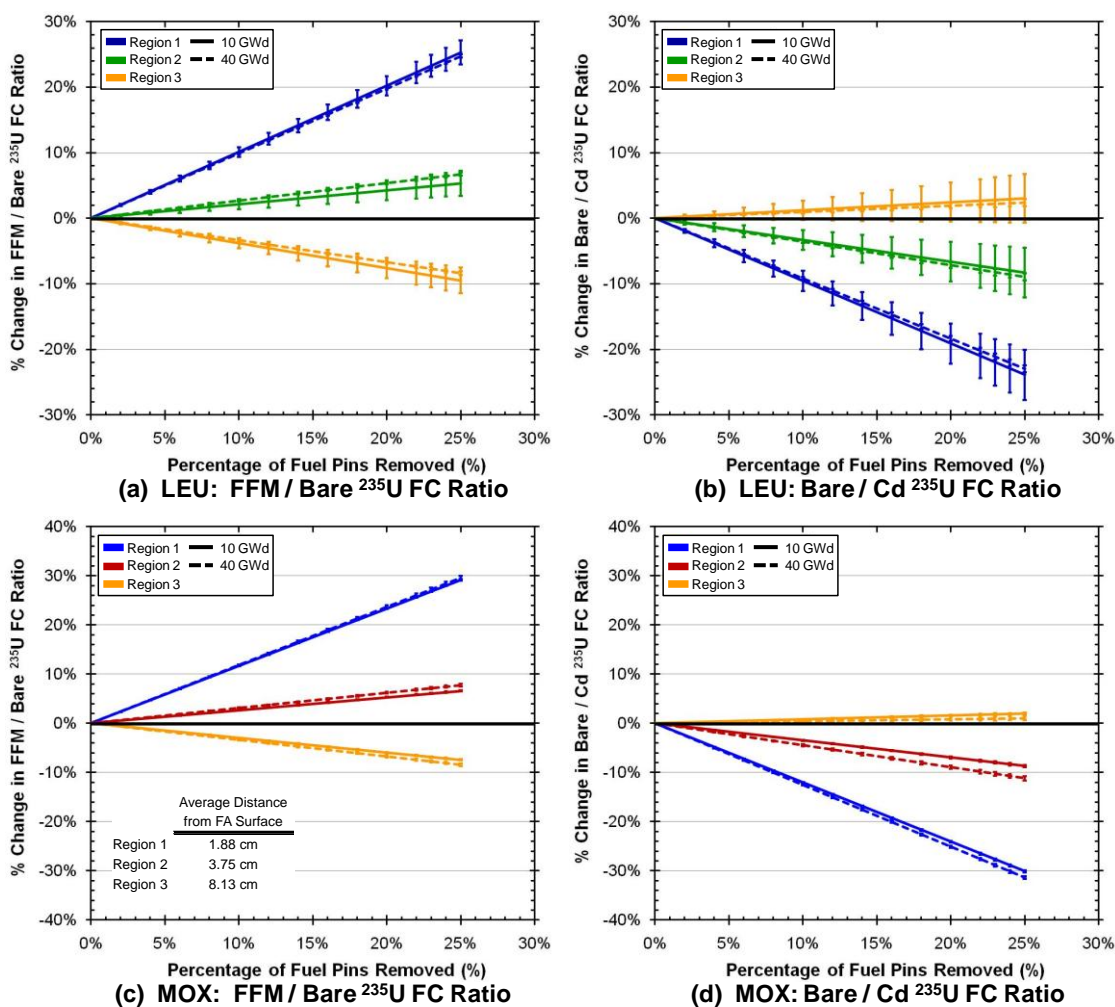 % Change in FFM / Bare ²³⁵U FC Ratio
30%
20%
10%
0%
-10%
-20%
-30%
Region 1 10 GWd
Region 2 40 GWd
Region 3
0% 5% 10% 15% 20% 25% 30%
Percentage of Fuel Pins Removed (%)
(a) LEU: FFM / Bare ²³⁵U FC Ratio
% Change in Bare / Cd ²³⁵U FC Ratio
30%
20%
10%
0%
-10%
-20%
-30%
Region 1 10 GWd
Region 2 40 GWd
Region 3
0% 5% 10% 15% 20% 25% 30%
Percentage of Fuel Pins Removed (%)
(b) LEU: Bare / Cd ²³⁵U FC Ratio
% Change in FFM / Bare ²³⁵U FC Ratio
40%
30%
20%
10%
0%
-10%
-20%
-30%
-40%
Region 1 10 GWd
Region 2 40 GWd
Region 3
Average Distance
from FA Surface
Region 1 1.88 cm
Region 2 3.75 cm
Region 3 8.13 cm
0% 5% 10% 15% 20% 25% 30%
Percentage of Fuel Pins Removed (%)
(c) MOX: FFM / Bare ²³⁵U FC Ratio
% Change in Bare / Cd ²³⁵U FC Ratio
40%
30%
20%
10%
0%
-10%
-20%
-30%
-40%
Region 1 10 GWd
Region 2 40 GWd
Region 3
0% 5% 10% 15% 20% 25% 30%
Percentage of Fuel Pins Removed (%)
(d) MOX: Bare / Cd ²³⁵U FC Ratio